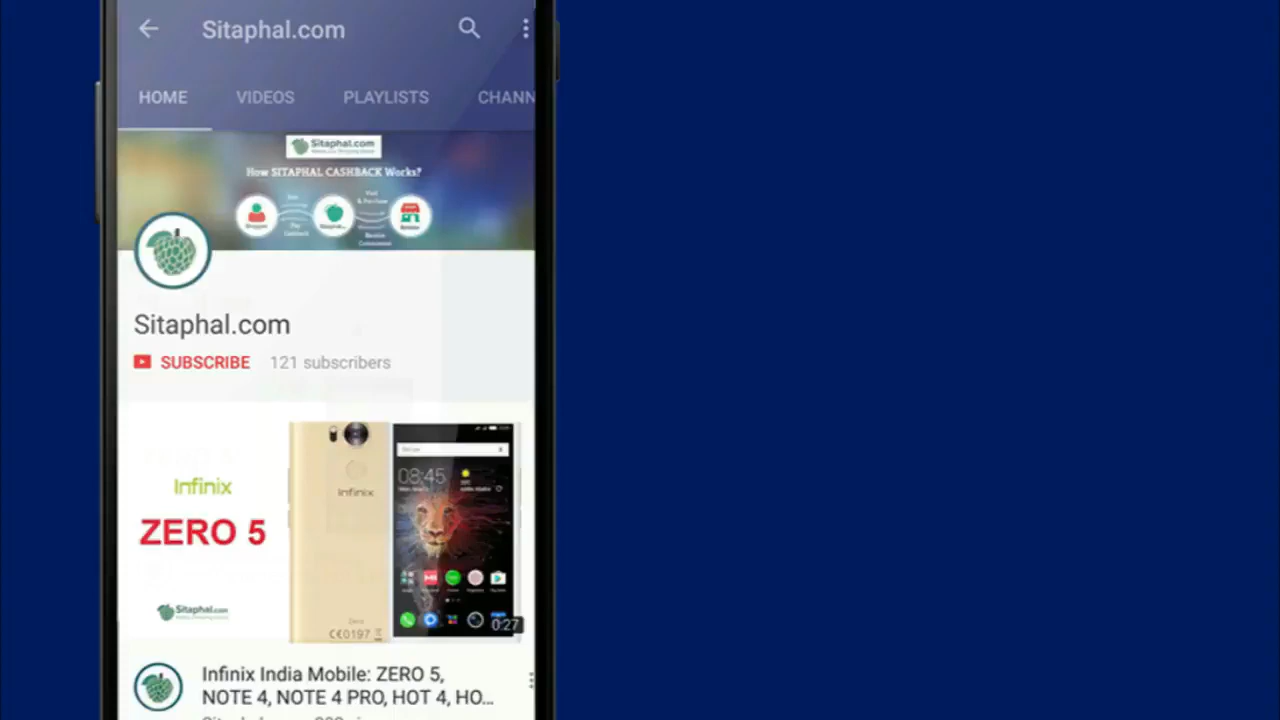 Sitaphal.com
HOME VIDEOS PLAYLISTS CHANN
Sitaphal.com
How SITAPHAL CASHBACK Works?
Sitaphal.com
SUBSCRIBE 121 subscribers
Infinix
ZERO 5
Sitaphal.com
Infinix
08:45
Zero
CE0197
0:27
Infinix India Mobile: ZERO 5,
NOTE 4, NOTE 4 PRO, HOT 4, HO...